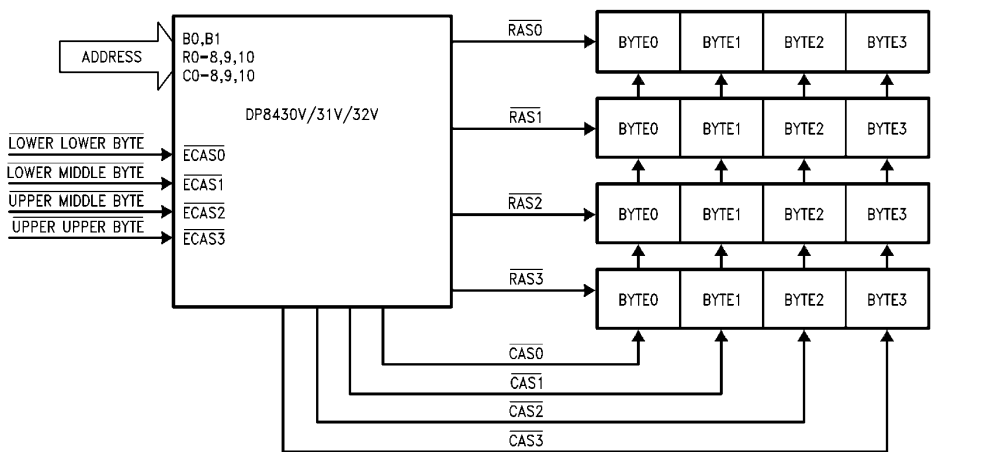 ADDRESS
B0,B1
R0-8,9,10
C0-8,9,10
DP8430V/31V/32V
LOWER LOWER BYTE
LOWER MIDDLE BYTE
UPPER MIDDLE BYTE
UPPER UPPER BYTE
ECAS0
ECAS1
ECAS2
ECAS3
RAS0
BYTE0 BYTE1 BYTE2 BYTE3
RAS1
BYTE0 BYTE1 BYTE2 BYTE3
RAS2
BYTE0 BYTE1 BYTE2 BYTE3
RAS3
BYTE0 BYTE1 BYTE2 BYTE3
CAS0
CAS1
CAS2
CAS3